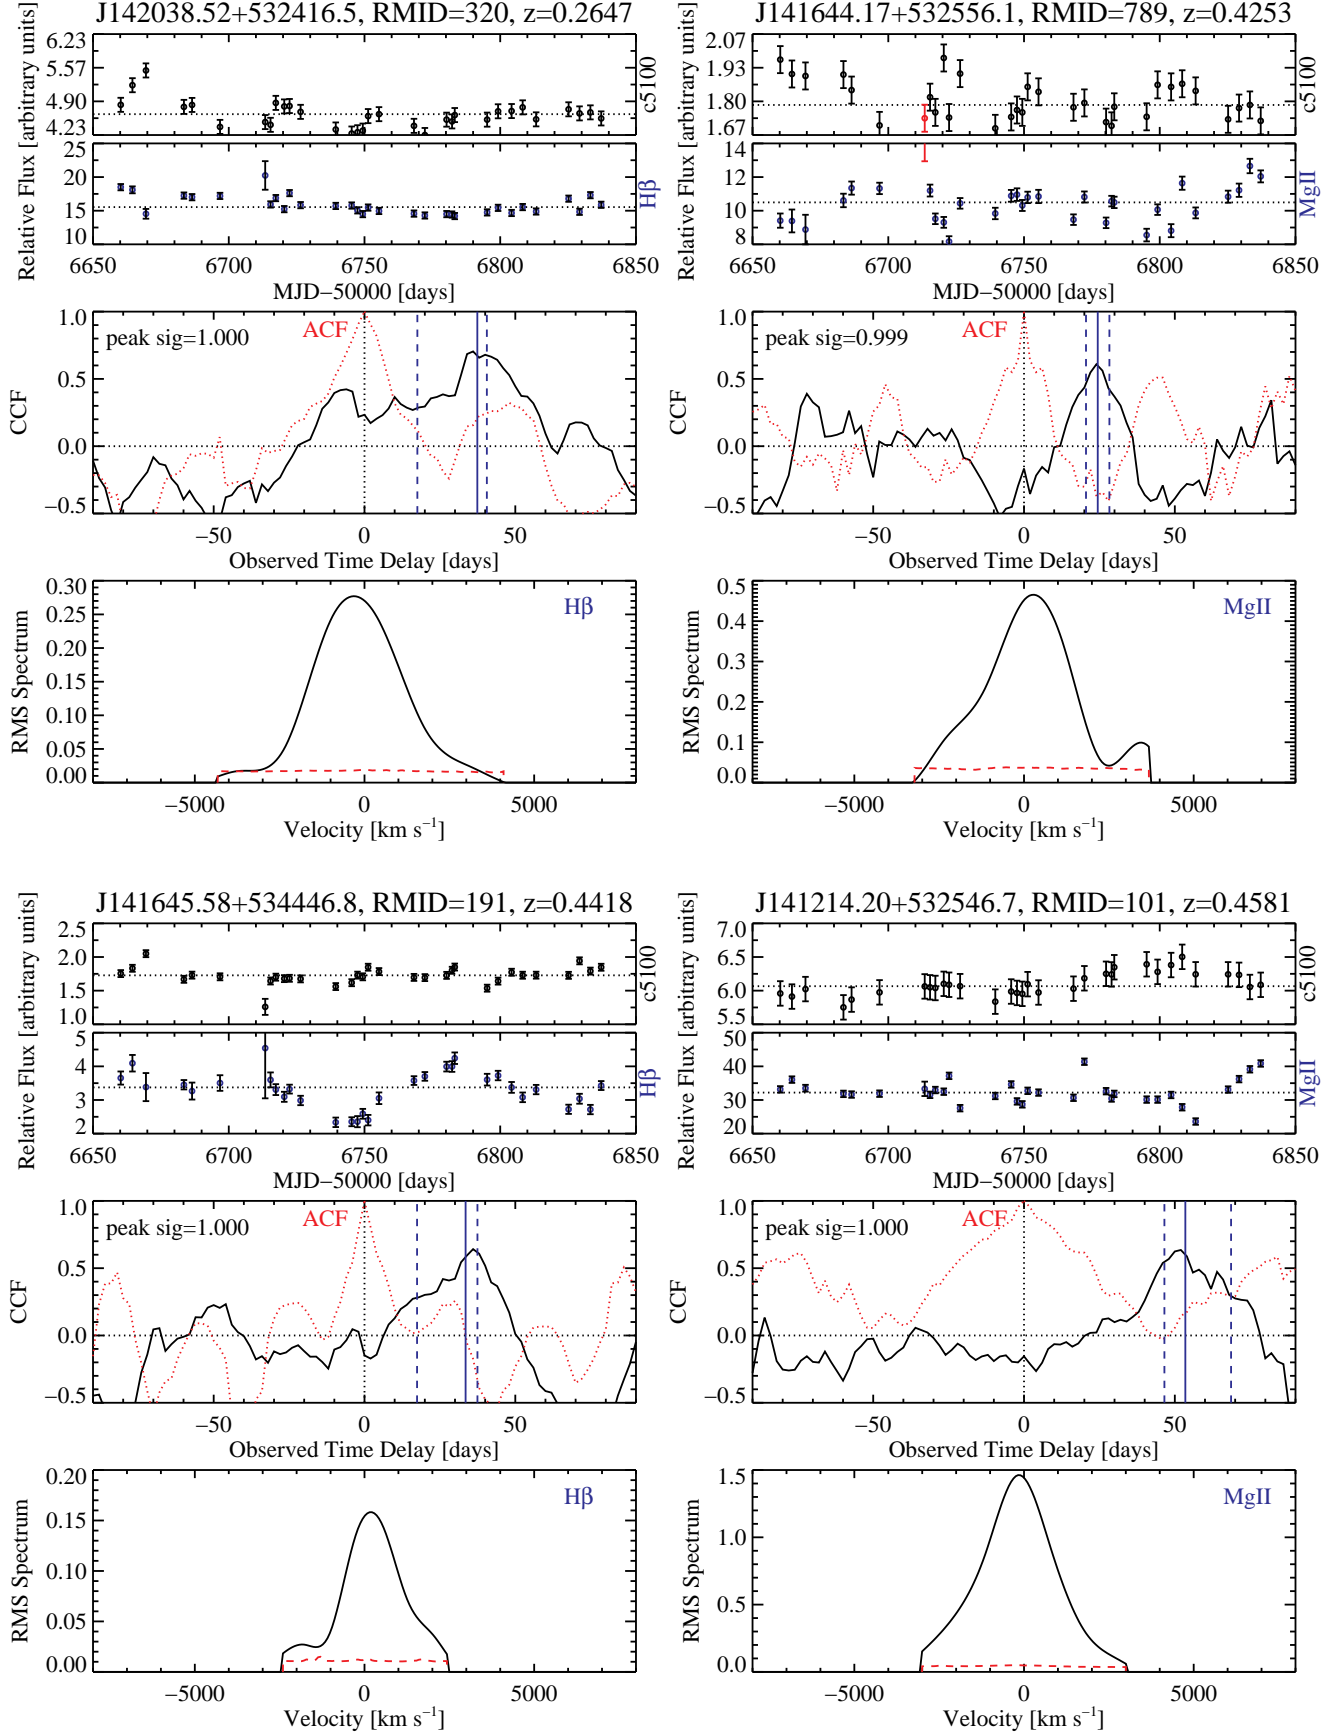 J142038.52+532416.5, RMID=320, z=0.2647
Relative Flux [arbitrary units]
6.23
5.57
4.90
4.23
c5100
25
20
15
10
Hβ
6650 6700 6750 6800 6850
MJD−50000 [days]
peak sig=1.000
ACF
CCF
1.0
0.5
0.0
−0.5
−50 0 50
Observed Time Delay [days]
Hβ
RMS Spectrum
0.30
0.25
0.20
0.15
0.10
0.05
0.00
−5000 0 5000
Velocity [km s⁻¹]
J141644.17+532556.1, RMID=789, z=0.4253
Relative Flux [arbitrary units]
2.07
1.93
1.80
1.67
c5100
14
12
10
8
MgII
6650 6700 6750 6800 6850
MJD−50000 [days]
peak sig=0.999
ACF
CCF
1.0
0.5
0.0
−0.5
−50 0 50
Observed Time Delay [days]
MgII
RMS Spectrum
0.5
0.4
0.3
0.2
0.1
0.0
−5000 0 5000
Velocity [km s⁻¹]
J141645.58+534446.8, RMID=191, z=0.4418
Relative Flux [arbitrary units]
2.5
2.0
1.5
1.0
c5100
5
4
3
2
Hβ
6650 6700 6750 6800 6850
MJD−50000 [days]
peak sig=1.000
ACF
CCF
1.0
0.5
0.0
−0.5
−50 0 50
Observed Time Delay [days]
Hβ
RMS Spectrum
0.20
0.15
0.10
0.05
0.00
−5000 0 5000
Velocity [km s⁻¹]
J141214.20+532546.7, RMID=101, z=0.4581
Relative Flux [arbitrary units]
7.0
6.5
6.0
5.5
c5100
50
40
30
20
MgII
6650 6700 6750 6800 6850
MJD−50000 [days]
peak sig=1.000
ACF
CCF
1.0
0.5
0.0
−0.5
−50 0 50
Observed Time Delay [days]
MgII
RMS Spectrum
1.5
1.0
0.5
0.0
−5000 0 5000
Velocity [km s⁻¹]